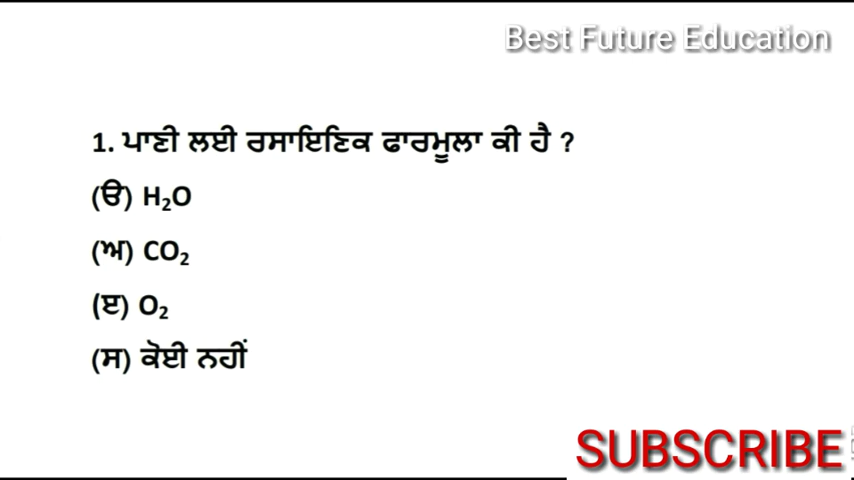 Best Future Education
1. ਪਾਣੀ ਲਈ ਰਸਾਇਣਿਕ ਫਾਰਮੂਲਾ ਕੀ ਹੈ ?
(ੳ) H₂O
(ਅ) CO₂
(ੲ) O₂
(ਸ) ਕੋਈ ਨਹੀਂ
SUBSCRIBE